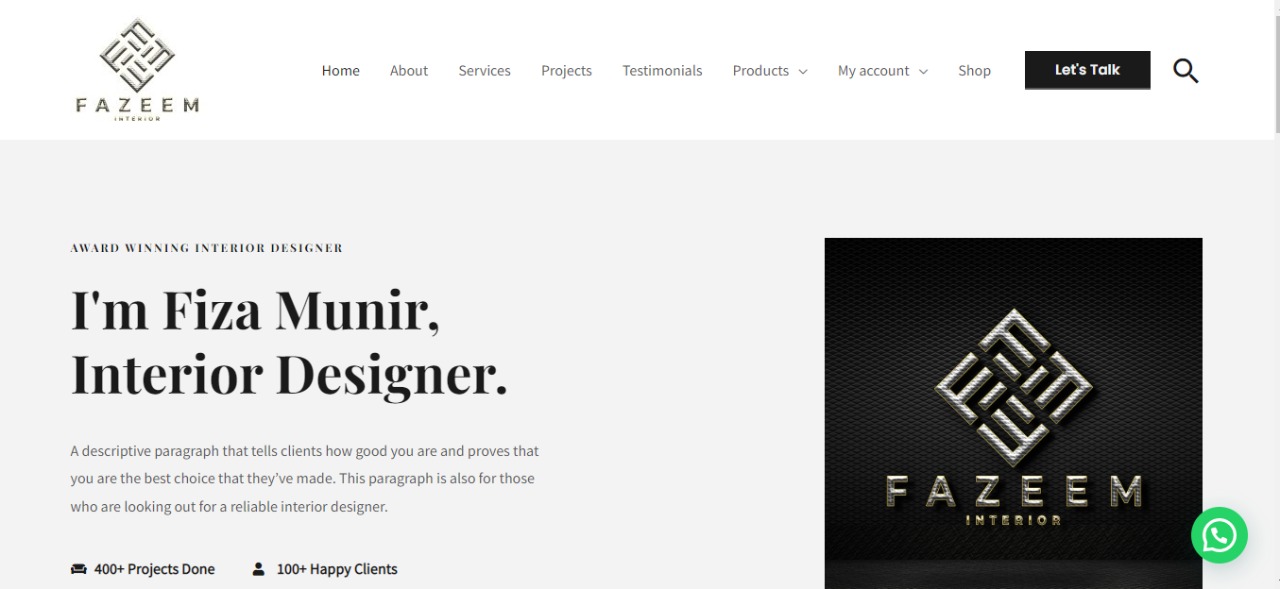 FAZEEM
INTERIOR
Home About Services Projects Testimonials Products My account Shop Let's Talk
AWARD WINNING INTERIOR DESIGNER
I'm Fiza Munir,
Interior Designer.
A descriptive paragraph that tells clients how good you are and proves that
you are the best choice that they’ve made. This paragraph is also for those
who are looking out for a reliable interior designer.
400+ Projects Done 100+ Happy Clients
FAZEEM
INTERIOR